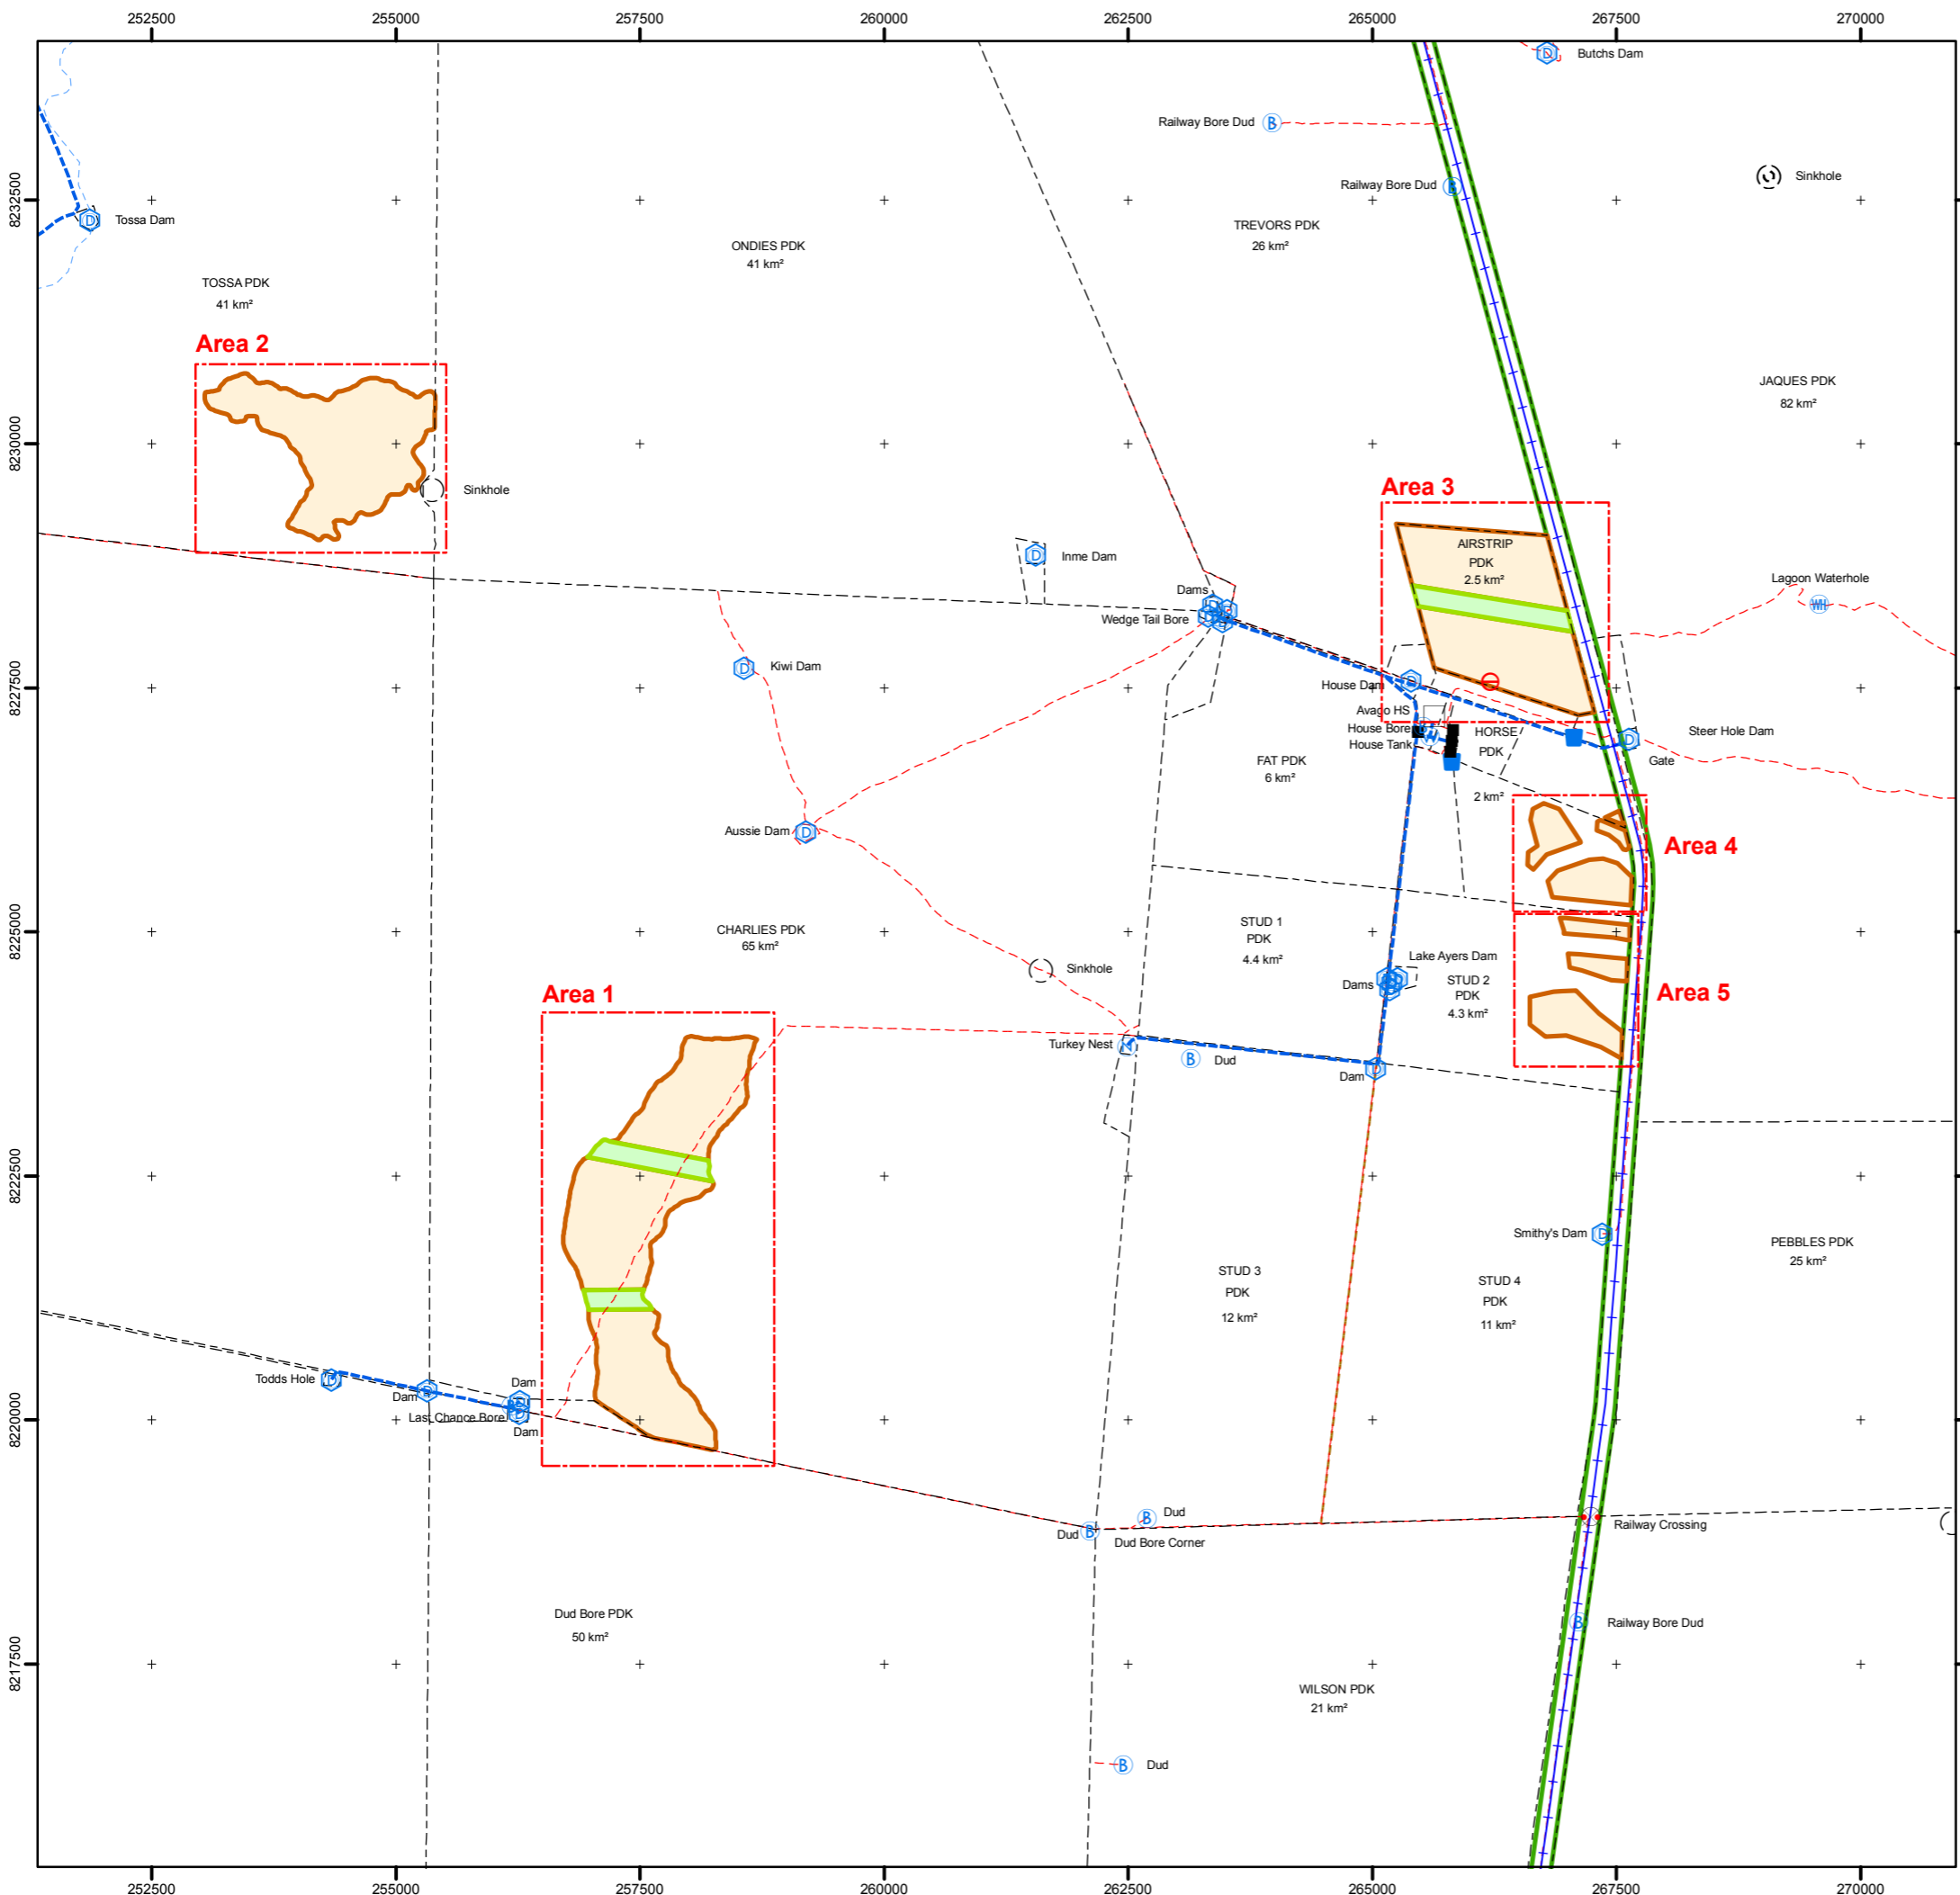 252500 255000 257500 260000 262500 265000 267500 270000
Butchs Dam
Railway Bore Dud B
D
Sinkhole
Railway Bore Dud B
8232500
Tossa Dam
D
TREVORS PDK
26 km²
ONDIES PDK
41 km²
TOSSA PDK
41 km²
Area 2
JAQUES PDK
82 km²
8230000
Sinkhole
Area 3
AIRSTRIP
PDK
2.5 km²
D Inme Dam
Lagoon Waterhole
WH
Dams
Wedge Tail Bore
D Kiwi Dam
8227500
House Dam D
Avago HS
House Bore
House Tank
HORSE
PDK
2 km²
Steer Hole Dam
D
Gate
FAT PDK
6 km²
Aussie Dam D
Area 4
8225000
CHARLIES PDK
65 km²
STUD 1
PDK
4.4 km²
Lake Ayers Dam
Dams
STUD 2
PDK
4.3 km²
Sinkhole
Area 1
Area 5
Turkey Nest
B Dud
Dam D
8222500
Smithy's Dam D
PEBBLES PDK
25 km²
STUD 3
PDK
12 km²
STUD 4
PDK
11 km²
Todds Hole D
Dam D
Dam
D
Last Chance Bore B
D
Dam
8220000
Dud B
B Dud
Dud Bore Corner
Railway Crossing
Dud Bore PDK
50 km²
B Railway Bore Dud
8217500
WILSON PDK
21 km²
B Dud
252500 255000 257500 260000 262500 265000 267500 270000